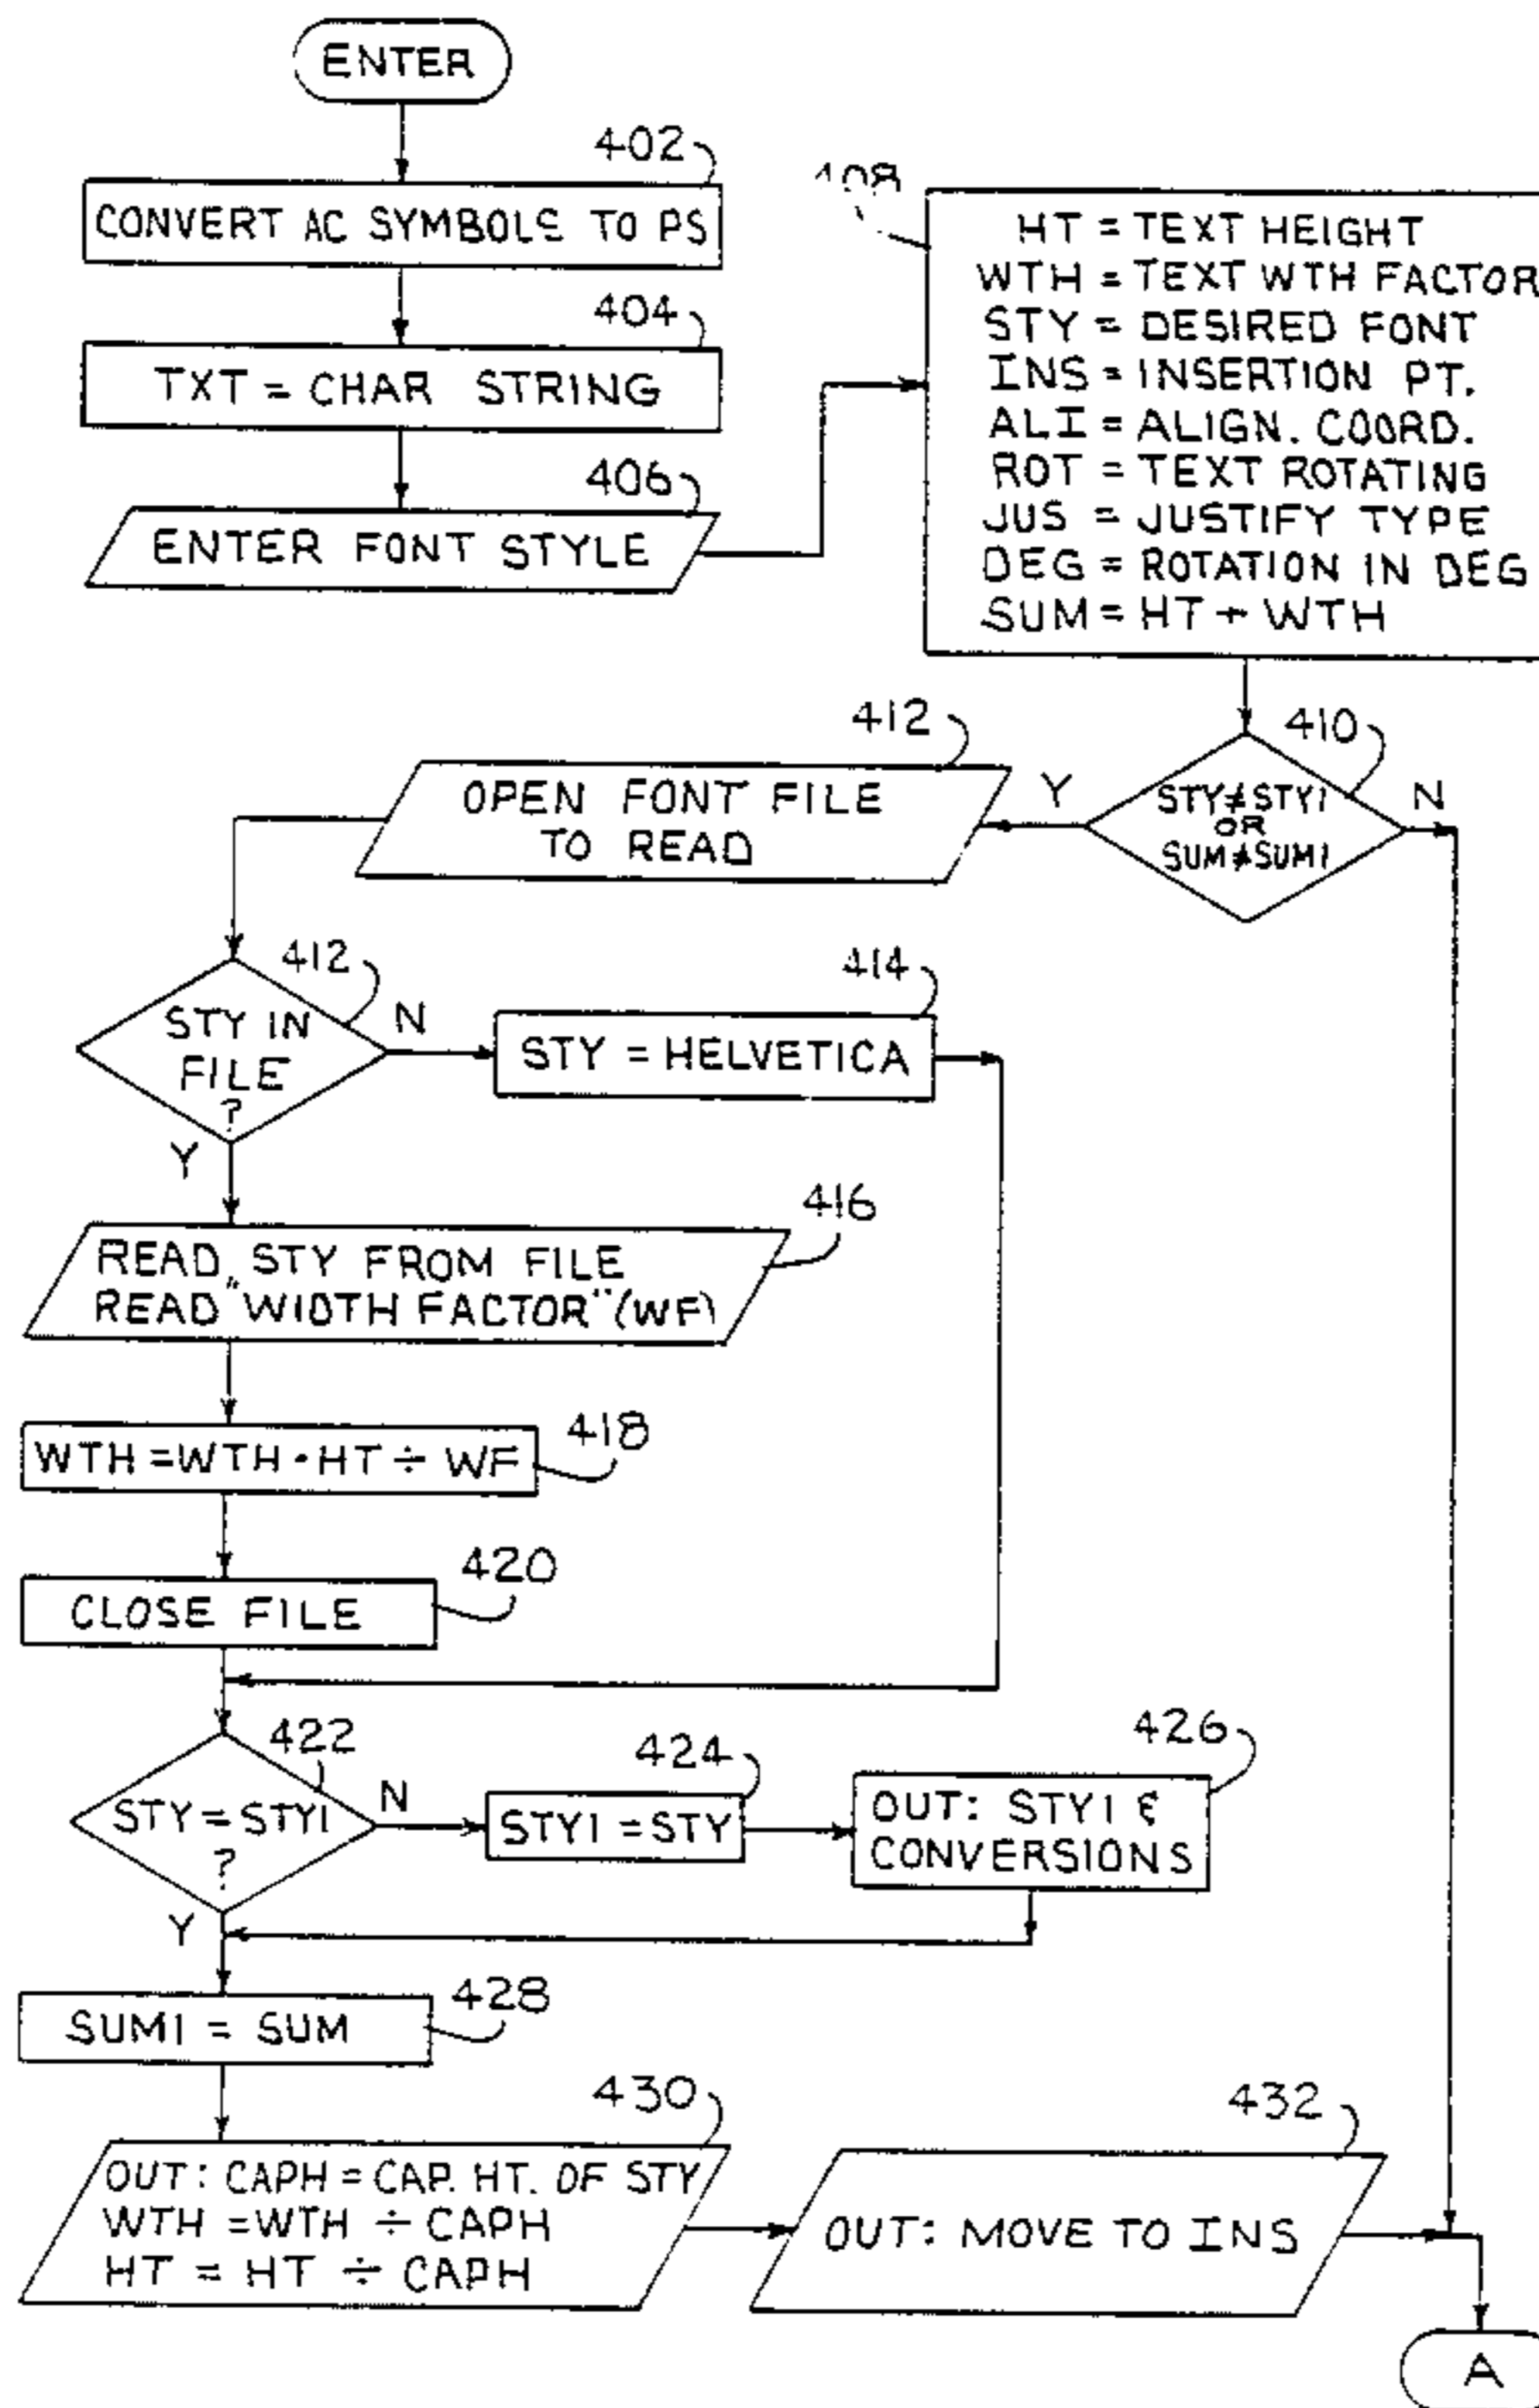 ENTER
402
CONVERT AC SYMBOLS TO PS
404
TXT = CHAR STRING
406
ENTER FONT STYLE
408
HT = TEXT HEIGHT
WTH = TEXT WTH FACTOR
STY = DESIRED FONT
INS = INSERTION PT.
ALI = ALIGN. COORD.
ROT = TEXT ROTATING
JUS = JUSTIFY TYPE
DEG = ROTATION IN DEG
SUM = HT + WTH
410
STY≠STY1
OR
SUM≠SUM1
Y
N
412
OPEN FONT FILE
TO READ
412
STY IN
FILE
?
N
Y
414
STY = HELVETICA
416
READ STY FROM FILE
READ "WIDTH FACTOR" (WF)
418
WTH = WTH · HT ÷ WF
420
CLOSE FILE
422
STY = STY1
?
N
Y
424
STY1 = STY
426
OUT: STY1 &
CONVERSIONS
428
SUM1 = SUM
430
OUT: CAPH = CAP. HT. OF STY
WTH = WTH ÷ CAPH
HT = HT ÷ CAPH
432
OUT: MOVE TO INS
A